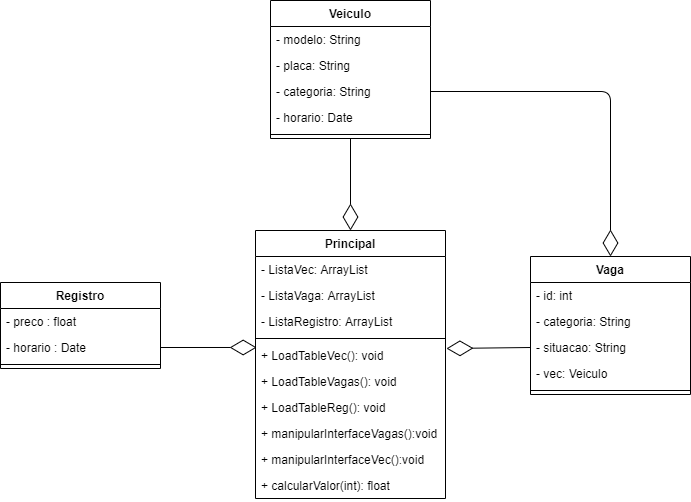 Veiculo
- modelo: String
- placa: String
- categoria: String
- horario: Date
Principal
- ListaVec: ArrayList
- ListaVaga: ArrayList
- ListaRegistro: ArrayList
+ LoadTableVec(): void
+ LoadTableVagas(): void
+ LoadTableReg(): void
+ manipularInterfaceVagas():void
+ manipularInterfaceVec():void
+ calcularValor(int): float
Vaga
- id: int
- categoria: String
- situacao: String
- vec: Veiculo
Registro
- preco : float
- horario : Date